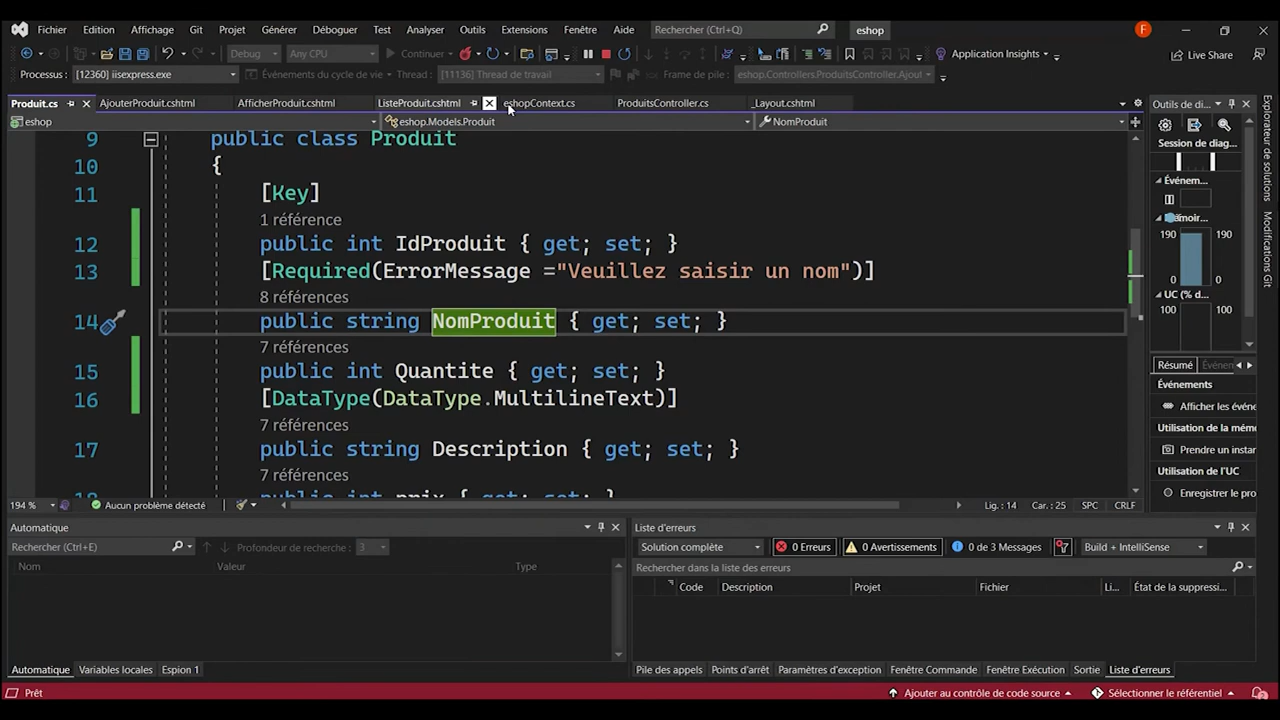 Fichier Edition Affichage Git Projet Générer Déboguer Test Analyser Outils Extensions Fenêtre Aide Rechercher (Ctrl+Q) eshop F
Debug Any CPU Continuer Application Insights Live Share
Processus : [12360] iisexpress.exe Événements du cycle de vie Thread : [11136] Thread de travail Frame de pile : eshop.Controllers.ProduitsController.Ajout
Produit.cs AjouterProduit.cshtml AfficherProduit.cshtml ListeProduit.cshtml eshopContext.cs ProduitsController.cs _Layout.cshtml
eshop eshop.Models.Produit NomProduit
9 public class Produit
10 {
11 [Key]
1 référence
12 public int IdProduit { get; set; }
13 [Required(ErrorMessage ="Veuillez saisir un nom")]
8 références
14 public string NomProduit { get; set; }
7 références
15 public int Quantite { get; set; }
16 [DataType(DataType.MultilineText)]
7 références
17 public string Description { get; set; }
7 références
18 public int prix { get; set; }
194 % Aucun problème détecté Lig. : 14 Car. : 25 SPC CRLF
Outils de di...
Session de diag...
Événem...
190 190
0 0
UC (% d...
100 100
Résumé Événem
Événements
Afficher les évén
Utilisation de la mém
Prendre un instar
Utilisation de l'UC
Enregistrer le pro
Explorateur de solutions
Modifications Git
Automatique
Rechercher (Ctrl+E) Profondeur de recherche : 3
Nom Valeur Type
Automatique Variables locales Espion 1
Liste d'erreurs
Solution complète 0 Erreurs 0 Avertissements 0 de 3 Messages Build + IntelliSense
Rechercher dans la liste des erreurs
Code Description Projet Fichier Li... État de la suppressi...
Pile des appels Points d'arrêt Paramètres d'exception Fenêtre Commande Fenêtre Exécution Sortie Liste d'erreurs
Prêt Ajouter au contrôle de code source Sélectionner le référentiel